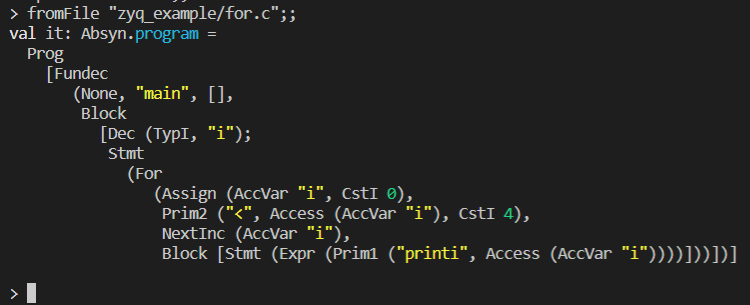 > fromFile "zyq_example/for.c";;
val it: Absyn.program =
  Prog
    [Fundec
       (None, "main", [],
        Block
          [Dec (TypI, "i");
           Stmt
             (For
                (Assign (AccVar "i", CstI 0),
                 Prim2 ("<", Access (AccVar "i"), CstI 4),
                 NextInc (AccVar "i"),
                 Block [Stmt (Expr (Prim1 ("printi", Access (AccVar "i"))))]))])]
>